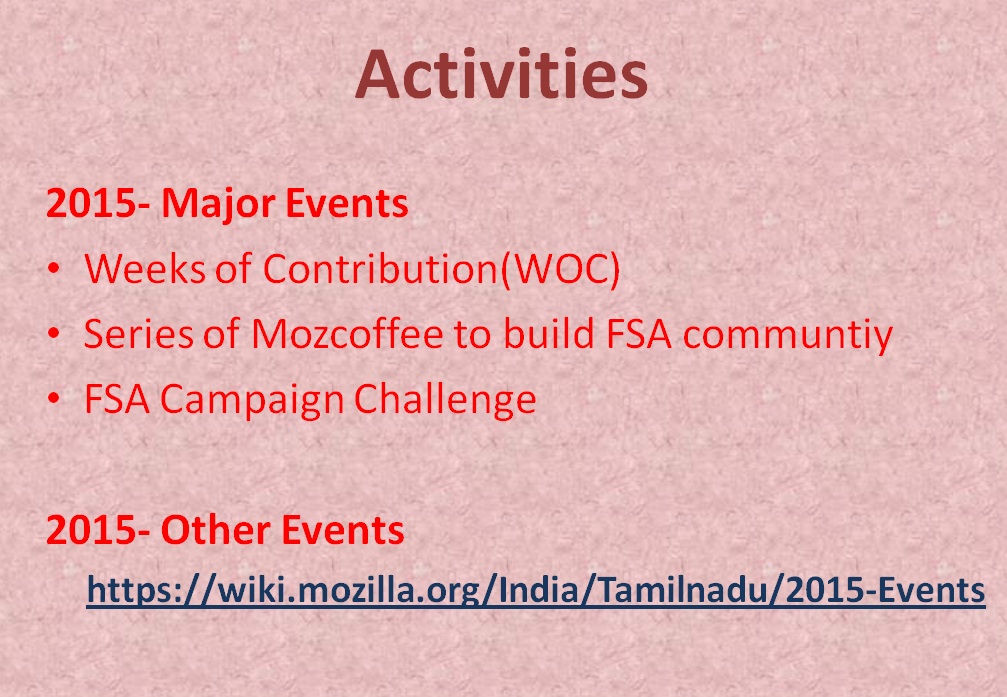 Activities
2015- Major Events
• Weeks of Contribution(WOC)
• Series of Mozcoffee to build FSA communtiy
• FSA Campaign Challenge
2015- Other Events
https://wiki.mozilla.org/India/Tamilnadu/2015-Events